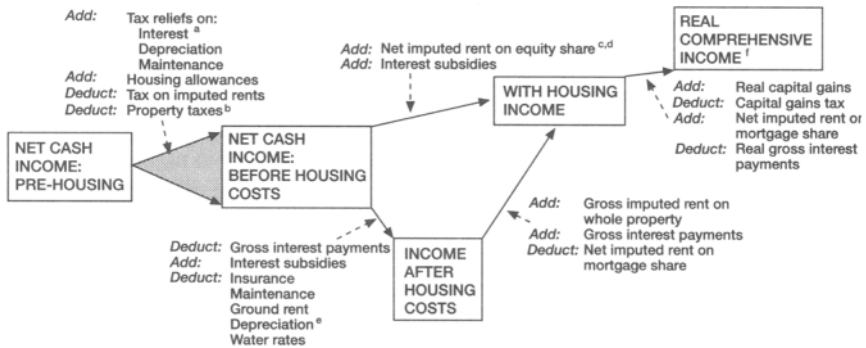 Add: Tax reliefs on:
Interest a
Depreciation
Maintenance
Add: Housing allowances
Deduct: Tax on imputed rents
Deduct: Property taxes b
Add: Net imputed rent on equity share c,d
Add: Interest subsidies
REAL
COMPREHENSIVE
INCOME f
WITH HOUSING
INCOME
Add: Real capital gains
Deduct: Capital gains tax
Add: Net imputed rent on
mortgage share
Deduct: Real gross interest
payments
NET CASH
INCOME:
PRE-HOUSING
NET CASH
INCOME:
BEFORE HOUSING
COSTS
Deduct: Gross interest payments
Add: Interest subsidies
Deduct: Insurance
Maintenance
Ground rent
Depreciation e
Water rates
INCOME
AFTER
HOUSING
COSTS
Add: Gross imputed rent on
whole property
Add: Gross interest payments
Deduct: Net imputed rent on
mortgage share